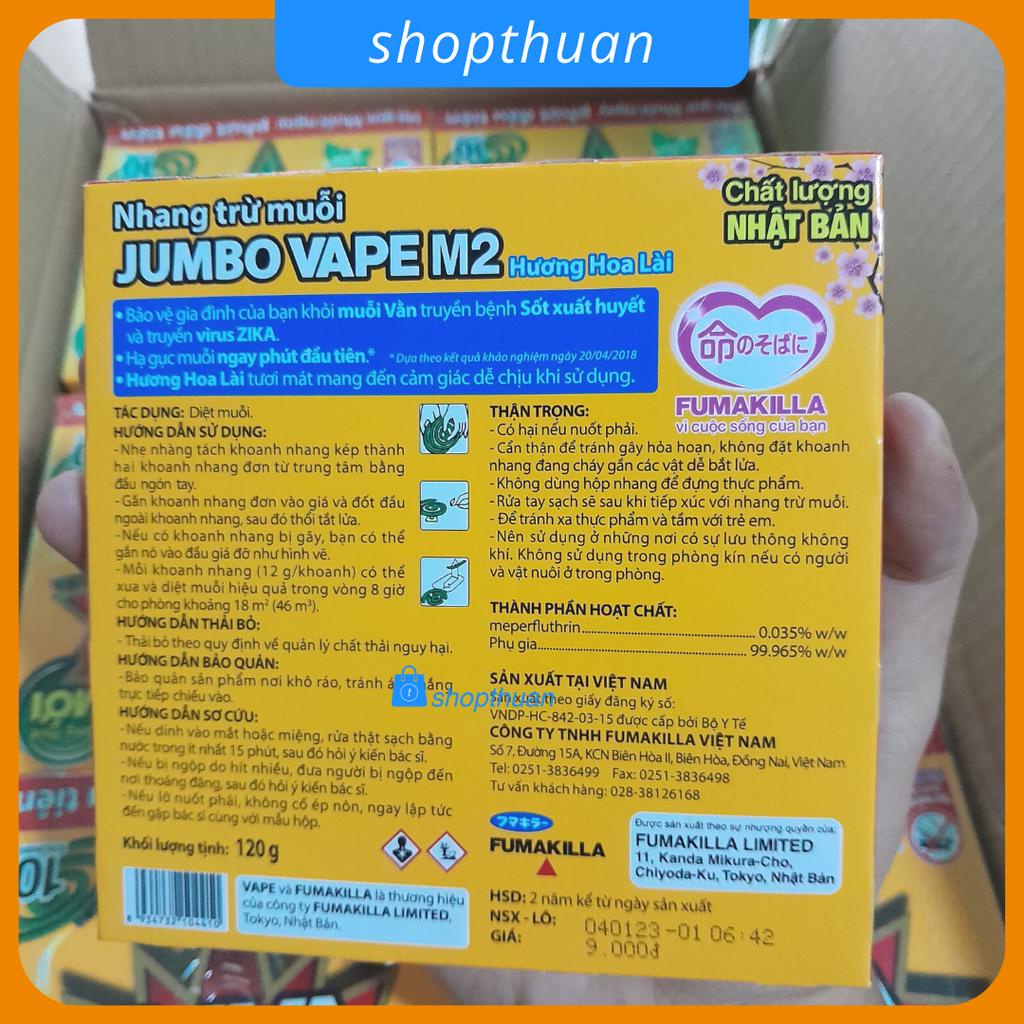 shopthuan
Nhang trừ muỗi
JUMBO VAPE M2 Hương Hoa Lài
Chất lượng
NHẬT BẢN
• Bảo vệ gia đình của bạn khỏi muỗi Vằn truyền bệnh Sốt xuất huyết
và truyền virus ZIKA.
• Hạ gục muỗi ngay phút đầu tiên.* * Dựa theo kết quả khảo nghiệm ngày 20/04/2018
• Hương Hoa Lài tươi mát mang đến cảm giác dễ chịu khi sử dụng.
命のそばに
FUMAKILLA
vì cuộc sống của bạn
TÁC DỤNG: Diệt muỗi.
HƯỚNG DẪN SỬ DỤNG:
- Nhẹ nhàng tách khoanh nhang kép thành
hai khoanh nhang đơn từ trung tâm bằng
đầu ngón tay.
- Gắn khoanh nhang đơn vào giá và đốt đầu
ngoài khoanh nhang, sau đó thổi tắt lửa.
- Nếu có khoanh nhang bị gãy, bạn có thể
gắn nó vào đầu giá đỡ như hình vẽ.
- Mỗi khoanh nhang (12 g/khoanh) có thể
xua và diệt muỗi hiệu quả trong vòng 8 giờ
cho phòng khoảng 18 m² (46 m³).
HƯỚNG DẪN THẢI BỎ:
- Thải bỏ theo quy định về quản lý chất thải nguy hại.
HƯỚNG DẪN BẢO QUẢN:
- Bảo quản sản phẩm nơi khô ráo, tránh
trực tiếp chiếu vào.
HƯỚNG DẪN SƠ CỨU:
- Nếu dính vào mắt hoặc miệng, rửa thật sạch bằng
nước trong ít nhất 15 phút, sau đó hỏi ý kiến bác sĩ.
- Nếu bị ngộp do hít nhiều, đưa người bị ngộp đến
nơi thoáng đãng, sau đó hỏi ý kiến bác sĩ.
- Nếu lỡ nuốt phải, không cố ép nôn, ngay lập tức
đến gặp bác sĩ cùng với mẫu hộp.
Khối lượng tịnh: 120 g
8 934732 104410
VAPE và FUMAKILLA là thương hiệu
của công ty FUMAKILLA LIMITED,
Tokyo, Nhật Bản.
THẬN TRỌNG:
- Có hại nếu nuốt phải.
- Cẩn thận để tránh gây hỏa hoạn, không đặt khoanh
nhang đang cháy gần các vật dễ bắt lửa.
- Không dùng hộp nhang để đựng thực phẩm.
- Rửa tay sạch sẽ sau khi tiếp xúc với nhang trừ muỗi.
- Để tránh xa thực phẩm và tầm với trẻ em.
- Nên sử dụng ở những nơi có sự lưu thông không
khí. Không sử dụng trong phòng kín nếu có người
và vật nuôi ở trong phòng.
THÀNH PHẦN HOẠT CHẤT:
meperfluthrin........................ 0.035% w/w
Phụ gia........................ 99.965% w/w
shopthuan
SẢN XUẤT TẠI VIỆT NAM
Sản xuất theo giấy đăng ký số:
VNDP-HC-842-03-15 được cấp bởi Bộ Y Tế
CÔNG TY TNHH FUMAKILLA VIỆT NAM
Số 7, Đường 15A, KCN Biên Hòa II, Biên Hòa, Đồng Nai, Việt Nam
Tel: 0251-3836499 Fax: 0251-3836498
Tư vấn khách hàng: 028-38126168
フマキラー
FUMAKILLA
Được sản xuất theo sự nhượng quyền của:
FUMAKILLA LIMITED
11, Kanda Mikura-Cho,
Chiyoda-Ku, Tokyo, Nhật Bản
HSD: 2 năm kể từ ngày sản xuất
NSX - LÔ: 040123-01 06:42
GIÁ: 9.000đ